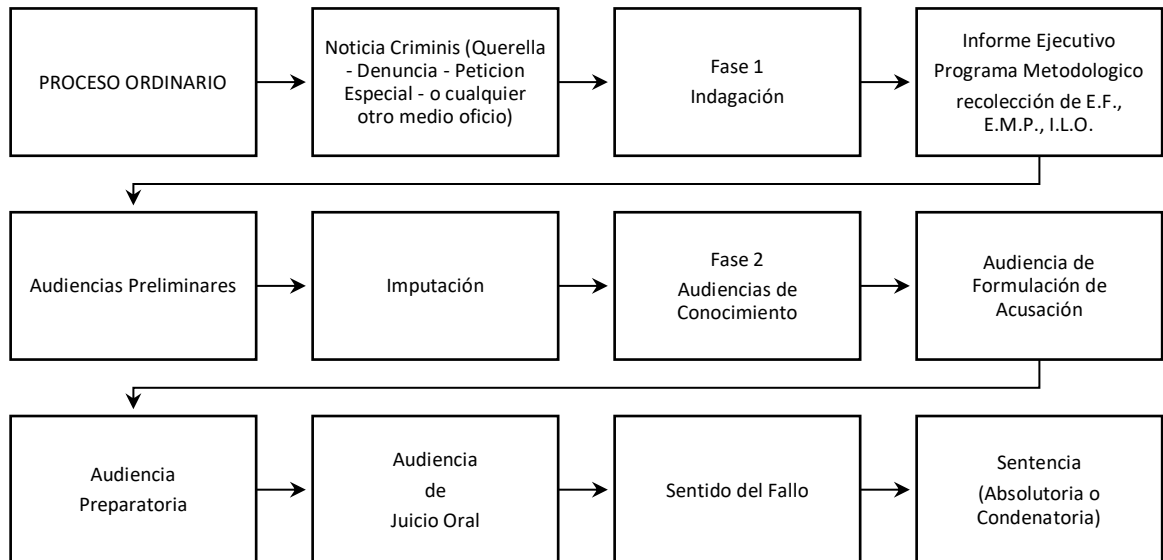 PROCESO ORDINARIO
Noticia Criminis (Querella
- Denuncia - Peticion
Especial - o cualquier
otro medio oficio)
Fase 1
Indagación
Informe Ejecutivo
Programa Metodologico
recolección de E.F.,
E.M.P., I.L.O.
Audiencias Preliminares
Imputación
Fase 2
Audiencias de
Conocimiento
Audiencia de
Formulación de
Acusación
Audiencia
Preparatoria
Audiencia
de
Juicio Oral
Sentido del Fallo
Sentencia
(Absolutoria o
Condenatoria)